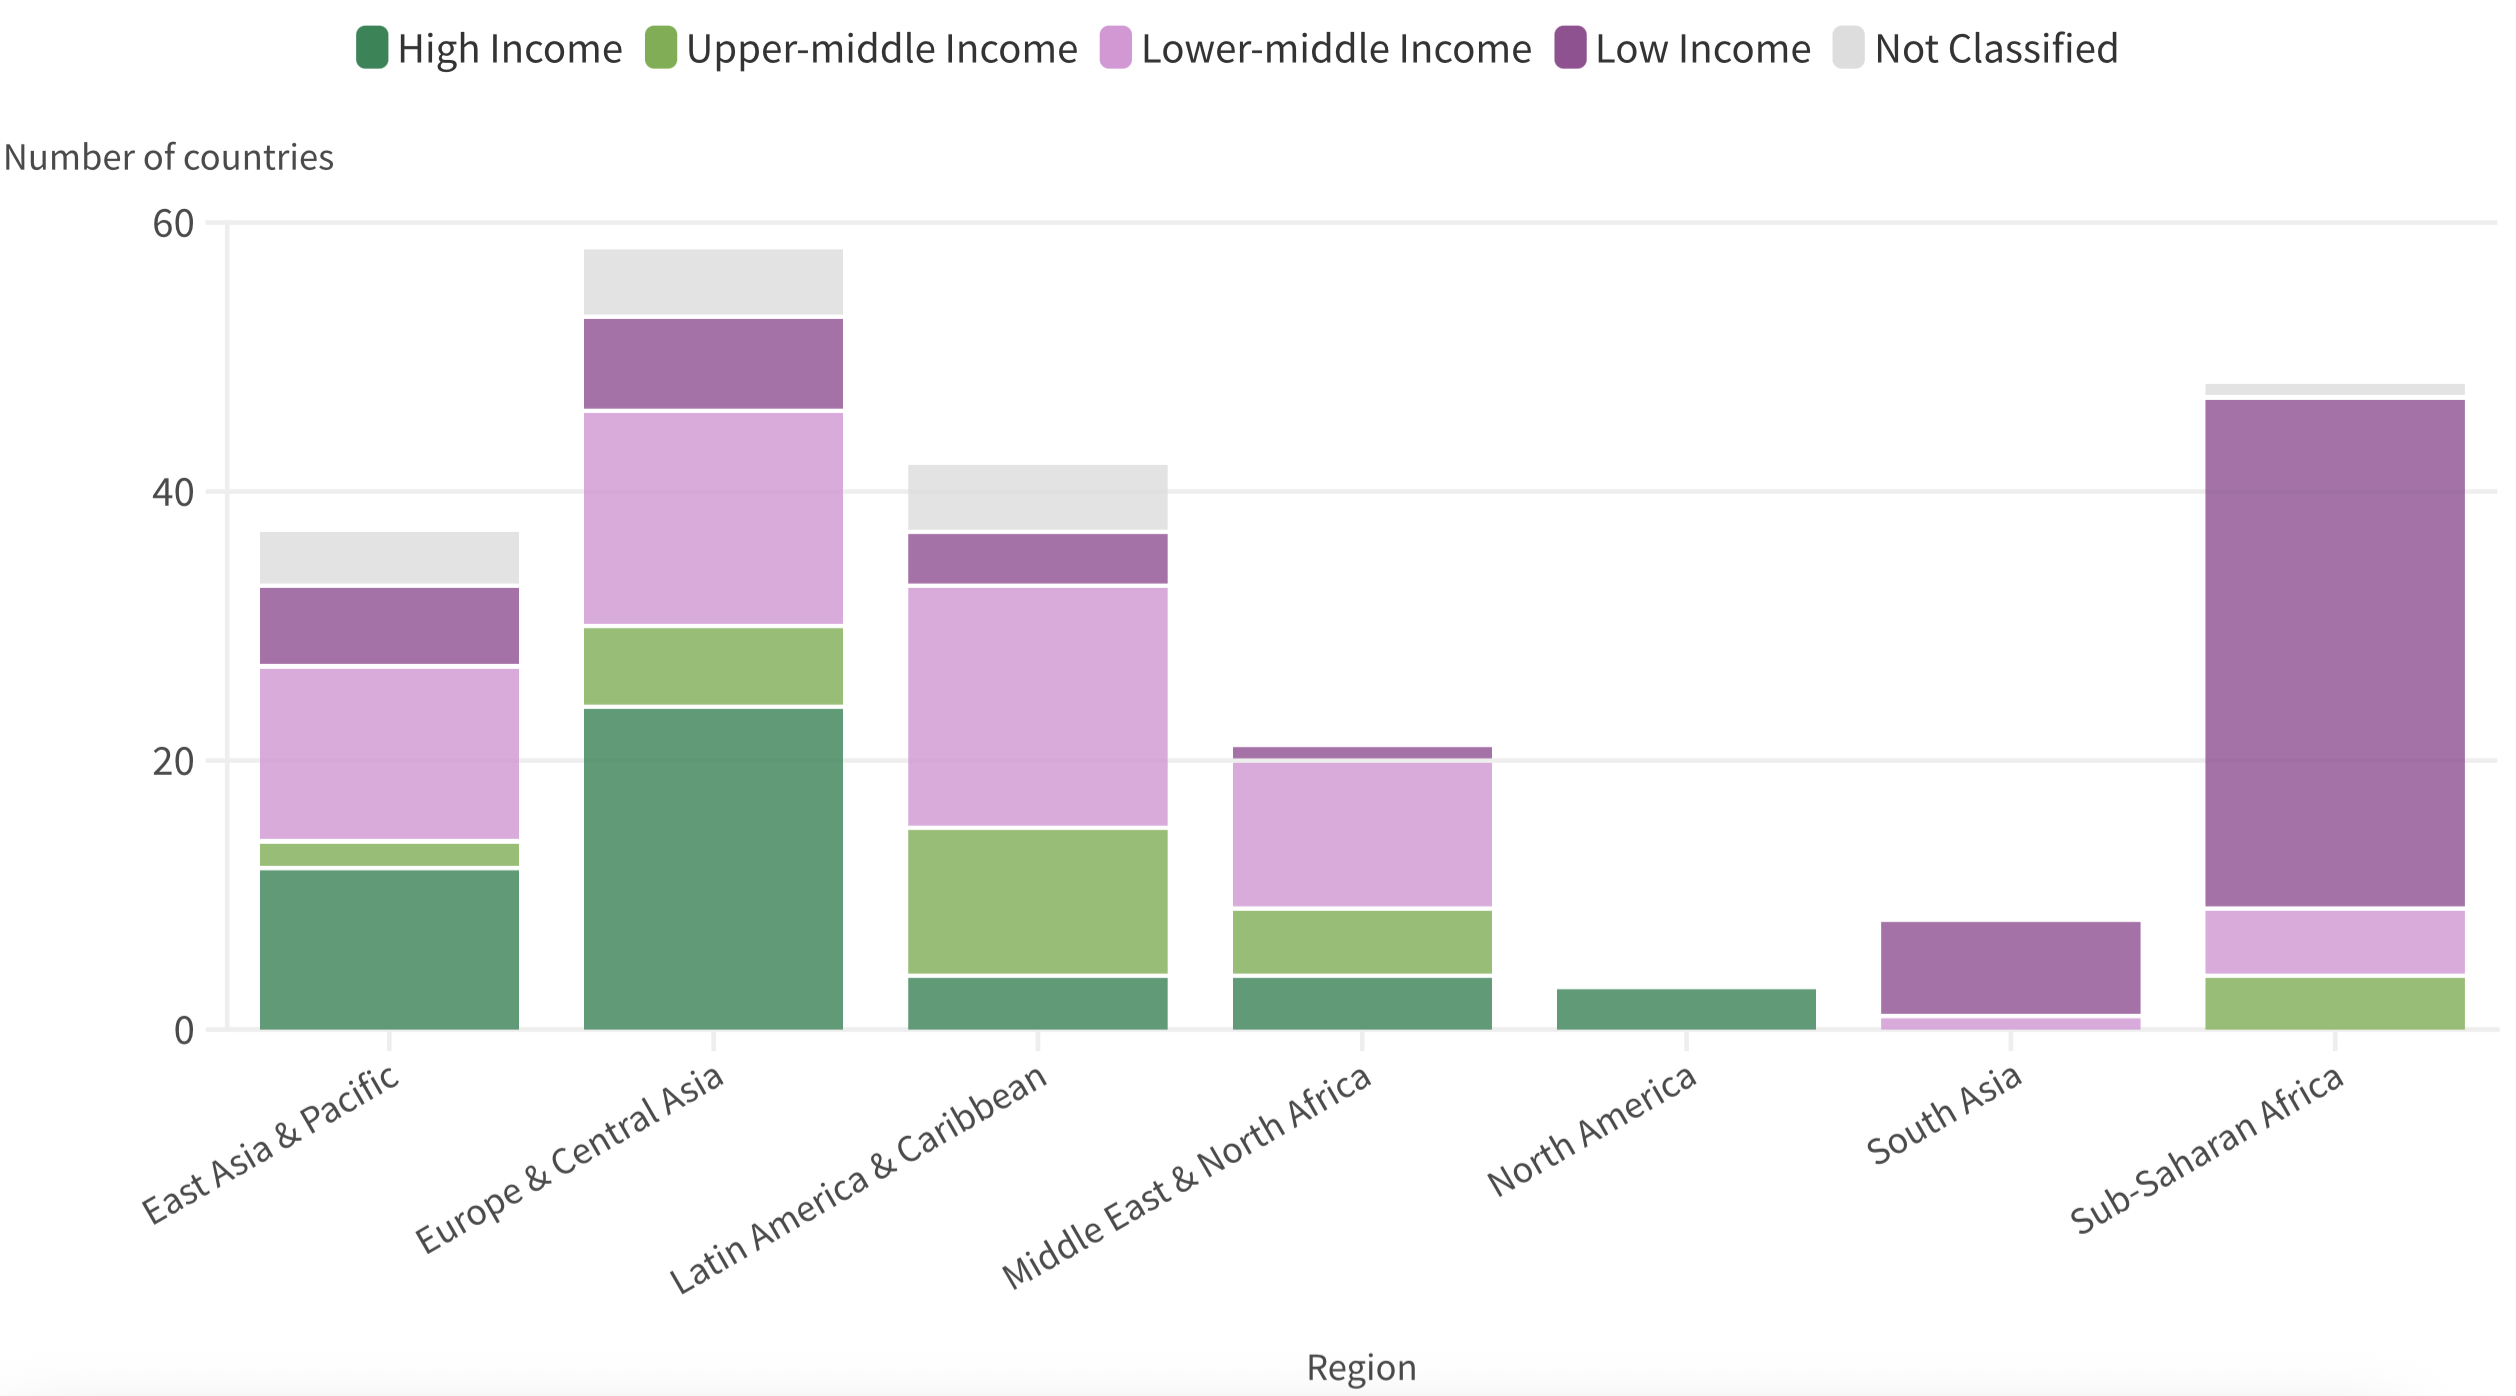 High Income Upper-middle Income Lower-middle Income Low Income Not Classified
Number of countries
60
40
20
0
East Asia & Pacific
Europe & Central Asia
Latin America & Caribbean
Middle East & North Africa
North America
South Asia
Sub-Saharan Africa
Region